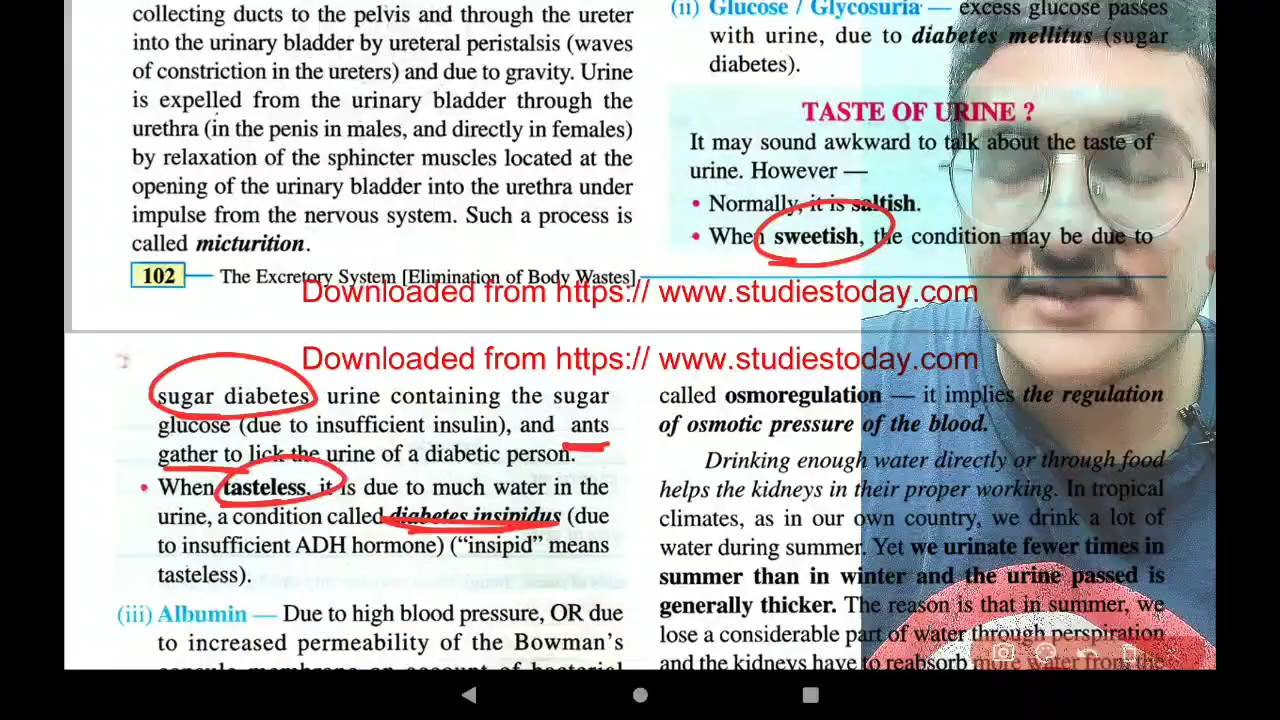 collecting ducts to the pelvis and through the ureter
into the urinary bladder by ureteral peristalsis (waves
of constriction in the ureters) and due to gravity. Urine
is expelled from the urinary bladder through the
urethra (in the penis in males, and directly in females)
by relaxation of the sphincter muscles located at the
opening of the urinary bladder into the urethra under
impulse from the nervous system. Such a process is
called micturition.
(ii) Glucose / Glycosuria — excess glucose passes
with urine, due to diabetes mellitus (sugar
diabetes).
TASTE OF URINE ?
It may sound awkward to talk about the taste of
urine. However —
• Normally, it is saltish.
• When sweetish, the condition may be due to
102 The Excretory System [Elimination of Body Wastes]
Downloaded from https:// www.studiestoday.com
Downloaded from https:// www.studiestoday.com
sugar diabetes urine containing the sugar
glucose (due to insufficient insulin), and ants
gather to lick the urine of a diabetic person.
• When tasteless, it is due to much water in the
urine, a condition called diabetes insipidus (due
to insufficient ADH hormone) (“insipid” means
tasteless).
(iii) Albumin — Due to high blood pressure, OR due
to increased permeability of the Bowman’s
called osmoregulation — it implies the regulation
of osmotic pressure of the blood.
Drinking enough water directly or through food
helps the kidneys in their proper working. In tropical
climates, as in our own country, we drink a lot of
water during summer. Yet we urinate fewer times in
summer than in winter and the urine passed is
generally thicker. The reason is that in summer, we
lose a considerable part of water through perspiration
and the kidneys have to reabsorb more water from the